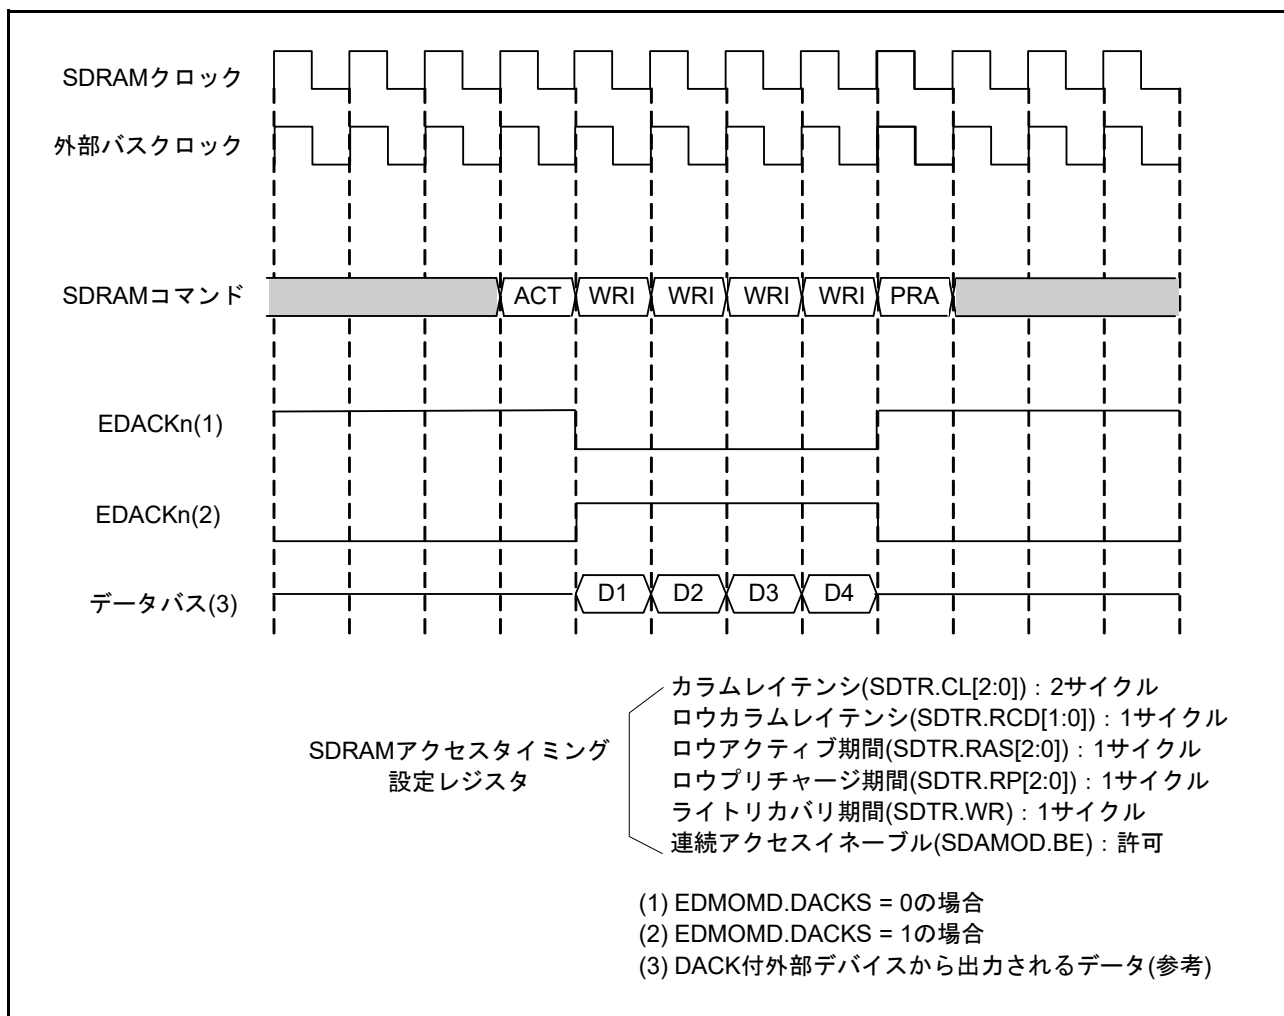 SDRAMクロック
外部バスクロック
SDRAMコマンド
ACT WRI WRI WRI WRI PRA
EDACKn(1)
EDACKn(2)
データバス(3)
D1 D2 D3 D4
SDRAMアクセスタイミング
設定レジスタ
カラムレイテンシ(SDTR.CL[2:0]):2サイクル
ロウカラムレイテンシ(SDTR.RCD[1:0]):1サイクル
ロウアクティブ期間(SDTR.RAS[2:0]):1サイクル
ロウプリチャージ期間(SDTR.RP[2:0]):1サイクル
ライトリカバリ期間(SDTR.WR):1サイクル
連続アクセスイネーブル(SDAMOD.BE):許可
(1) EDMOMD.DACKS = 0の場合
(2) EDMOMD.DACKS = 1の場合
(3) DACK付外部デバイスから出力されるデータ(参考)